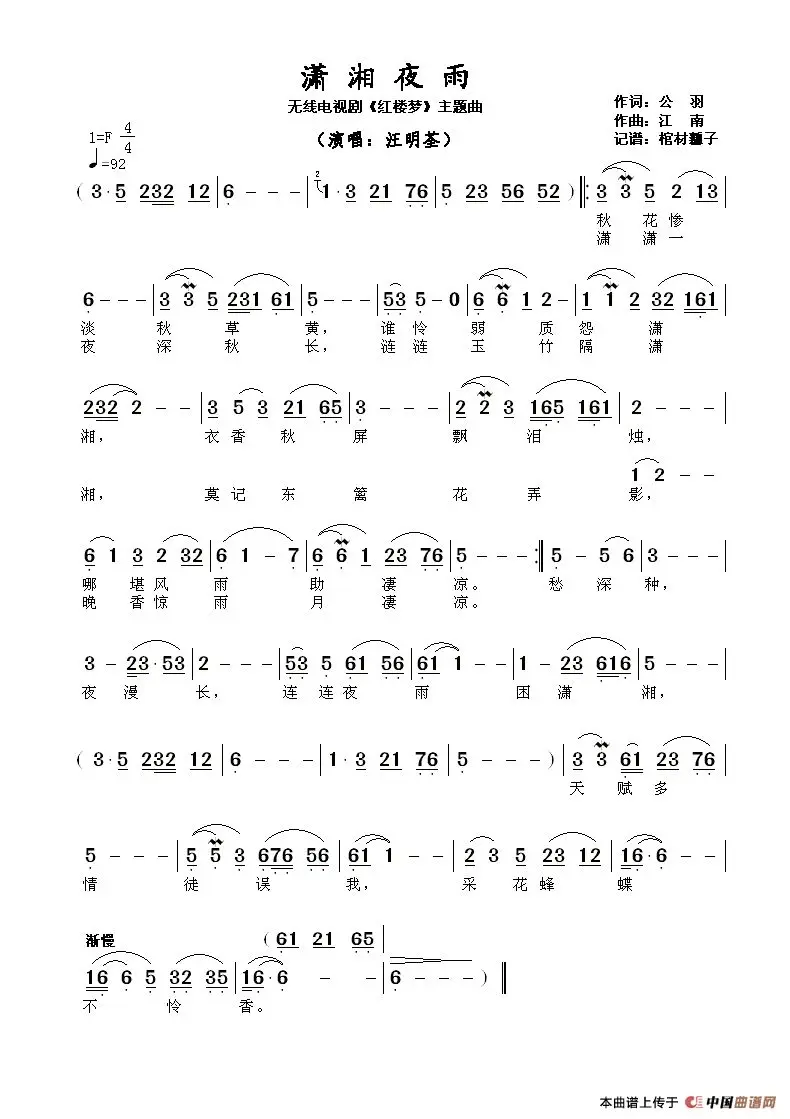 潇湘夜雨
无线电视剧《红楼梦》主题曲
（演唱：汪明荃）
作词：公 羽
作曲：江 南
记谱：棺材瓤子
1=F 4/4
♩=92
( 3·5 232 12 | 6 - - - | 1·3 21 76 | 5 23 56 52 ) ‖: 3 3 5 2 13 |
秋 花 惨
潇 潇 一
6 - - - | 3 3 5 231 61 | 5 - - - | 53 5 - 0 | 6 6 1 2 - | 1 1 2 32 161 |
淡 秋 草 黄， 谁 怜 弱 质 怨 潇
夜 深 秋 长， 涟 涟 玉 竹 隔 潇
232 2 - - | 3 5 3 21 65 | 3 - - - | 2 2 3 165 161 | 2 - - - |
湘， 衣 香 秋 屏 飘 泪 烛，
1 2 - -
湘， 莫 记 东 篱 花 弄 影，
6 1 3 2 32 | 6 1 - 7 | 6 6 1 23 76 | 5 - - - :‖ 5 - 5 6 | 3 - - - |
哪 堪 风 雨 助 凄 凉。 愁 深 种，
晚 香 惊 雨 月 凄 凉。
3 - 23·53 | 2 - - - | 53 5 61 56 | 61 1 - - | 1 - 23 616 | 5 - - - |
夜 漫 长， 连 连 夜 雨 困 潇 湘，
( 3·5 232 12 | 6 - - - | 1·3 21 76 | 5 - - - ) | 3 3 61 23 76 |
天 赋 多
5 - - - | 5 5 3 676 56 | 61 1 - - | 2 3 5 23 12 | 16·6 - - |
情 徒 误 我， 采 花 蜂 蝶
渐慢
( 61 21 65 |
16 6 5 32 35 | 16·6 - - | 6 - - - ) ‖
不 怜 香。
本曲谱上传于 中国曲谱网